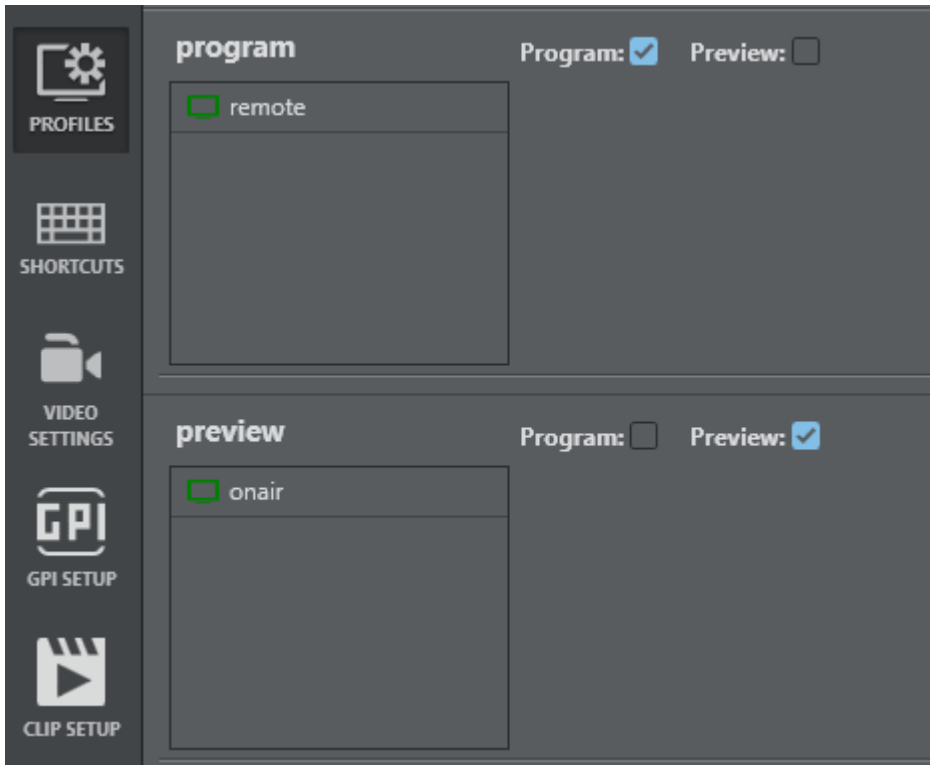 PROFILES
SHORTCUTS
VIDEO
SETTINGS
GPI
GPI SETUP
CLIP SETUP
program
Program:
Preview:
remote
preview
Program:
Preview:
onair